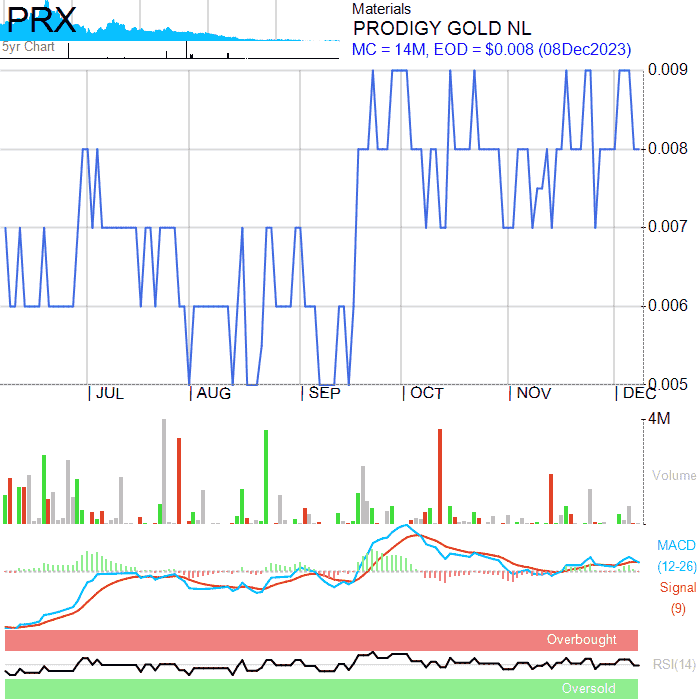 PRX
5yr Chart
Materials
PRODIGY GOLD NL
MC = 14M, EOD = $0.008 (08Dec2023)
0.009
0.008
0.007
0.006
0.005
JUL AUG SEP OCT NOV DEC
4M
Volume
MACD
(12-26)
Signal
(9)
Overbought
RSI(14)
Oversold